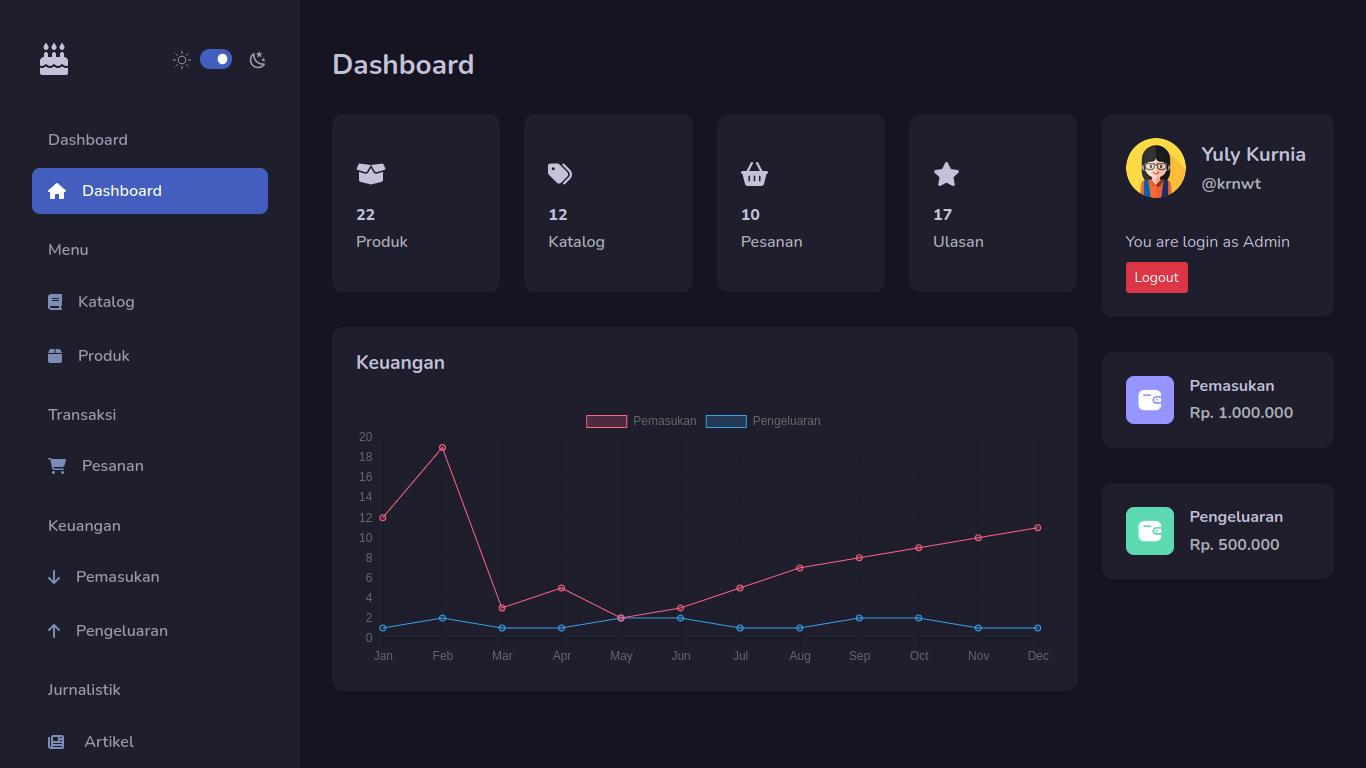 Dashboard
Dashboard
Menu
Katalog
Produk
Transaksi
Pesanan
Keuangan
Pemasukan
Pengeluaran
Jurnalistik
Artikel
Dashboard
22
Produk
12
Katalog
10
Pesanan
17
Ulasan
Yuly Kurnia
@krnwt
You are login as Admin
Logout
Keuangan
Pemasukan Pengeluaran
20
18
16
14
12
10
8
6
4
2
0
Jan Feb Mar Apr May Jun Jul Aug Sep Oct Nov Dec
Pemasukan
Rp. 1.000.000
Pengeluaran
Rp. 500.000